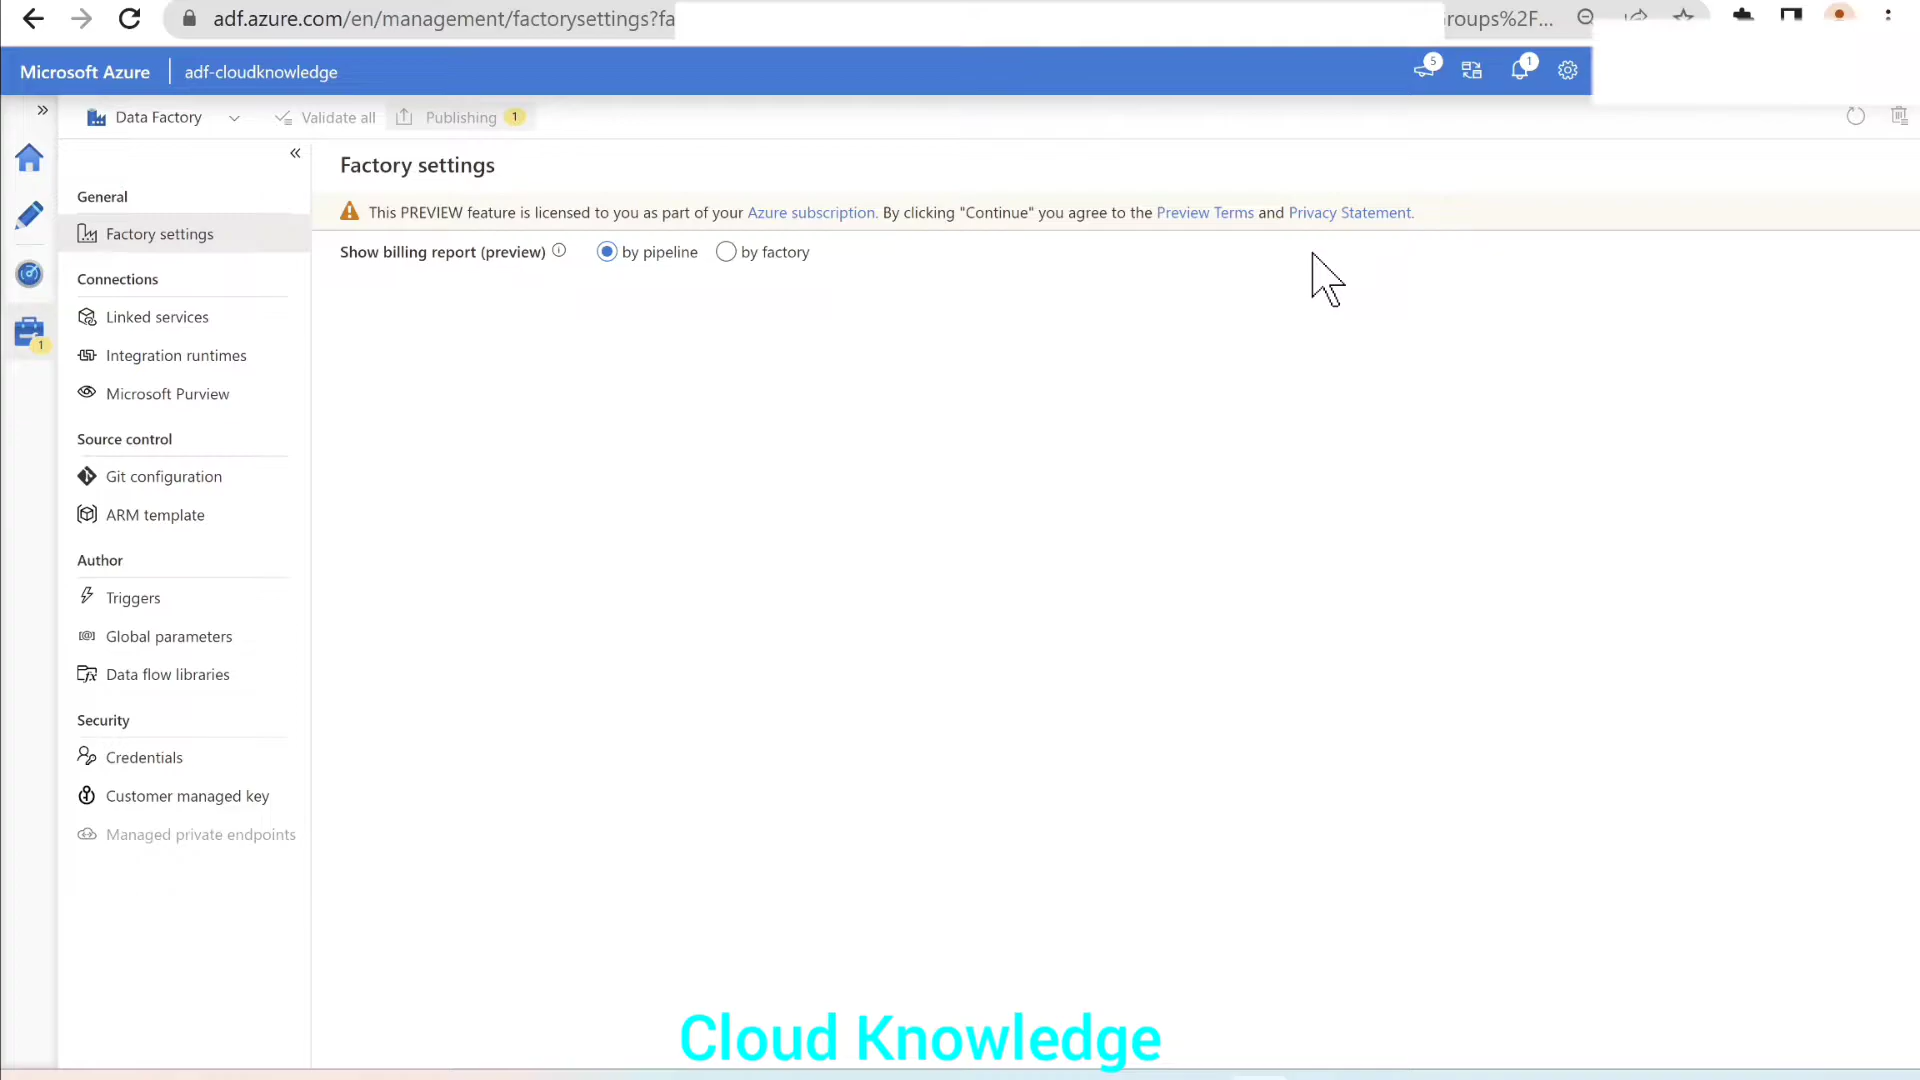 adf.azure.com/en/management/factorysettings?fa
roups%2F...
Microsoft Azure
adf-cloudknowledge
5
1
Data Factory
Validate all
Publishing 1
Factory settings
This PREVIEW feature is licensed to you as part of your Azure subscription. By clicking "Continue" you agree to the Preview Terms and Privacy Statement.
Show billing report (preview) by pipeline by factory
General
Factory settings
Connections
Linked services
1
Integration runtimes
Microsoft Purview
Source control
Git configuration
ARM template
Author
Triggers
Global parameters
Data flow libraries
Security
Credentials
Customer managed key
Managed private endpoints
Cloud Knowledge